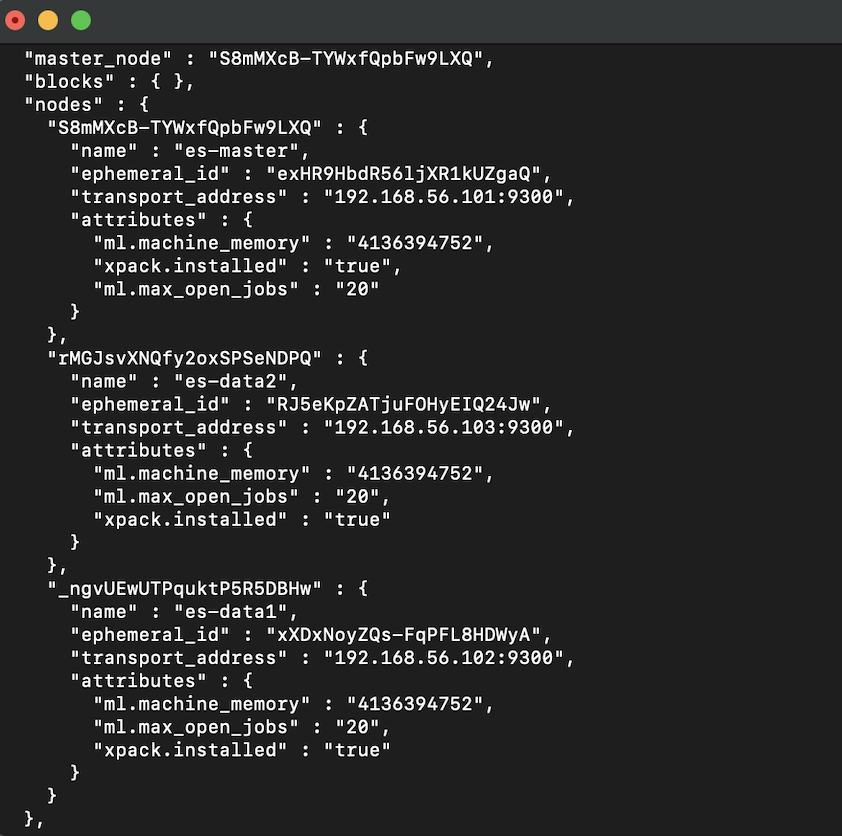 "master_node" : "S8mMXcB-TYWxfQpbFw9LXQ",
"blocks" : { },
"nodes" : {
"S8mMXcB-TYWxfQpbFw9LXQ" : {
"name" : "es-master",
"ephemeral_id" : "exHR9HbdR56ljXR1kUZgaQ",
"transport_address" : "192.168.56.101:9300",
"attributes" : {
"ml.machine_memory" : "4136394752",
"xpack.installed" : "true",
"ml.max_open_jobs" : "20"
}
},
"rMGJsvXNQfy2oxSPSeNDPQ" : {
"name" : "es-data2",
"ephemeral_id" : "RJ5eKpZATjuFOHyEIQ24Jw",
"transport_address" : "192.168.56.103:9300",
"attributes" : {
"ml.machine_memory" : "4136394752",
"ml.max_open_jobs" : "20",
"xpack.installed" : "true"
}
},
"_ngvUEwUTPquktP5R5DBHw" : {
"name" : "es-data1",
"ephemeral_id" : "xXDxNoyZQs-FqPFL8HDWyA",
"transport_address" : "192.168.56.102:9300",
"attributes" : {
"ml.machine_memory" : "4136394752",
"ml.max_open_jobs" : "20",
"xpack.installed" : "true"
}
}
},